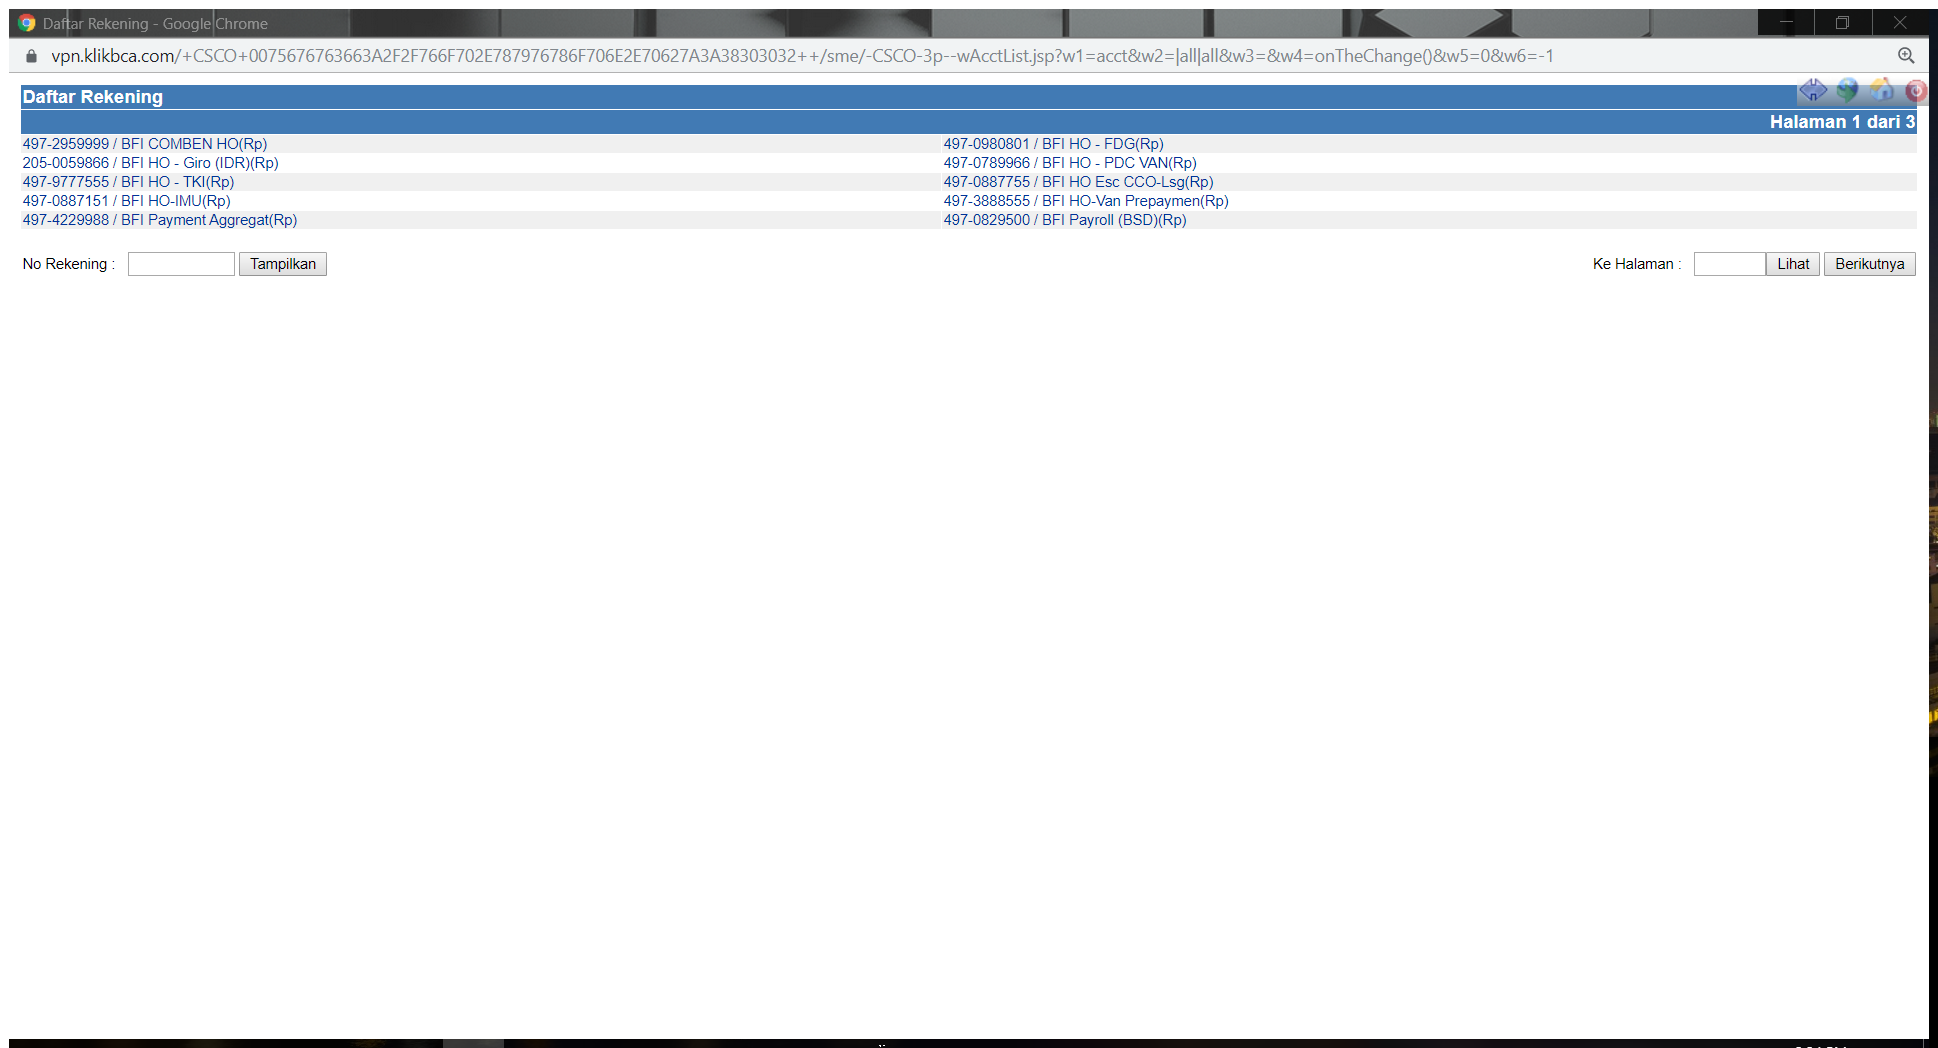 Daftar Rekening - Google Chrome
vpn.klikbca.com/+CSCO+0075676763663A2F2F766F702E787976786F706E2E70627A3A38303032++/sme/-CSCO-3p--wAcctList.jsp?w1=acct&w2=|all|all&w3=&w4=onTheChange()&w5=0&w6=-1
Daftar Rekening
Halaman 1 dari 3
497-2959999 / BFI COMBEN HO(Rp) 497-0980801 / BFI HO - FDG(Rp)
205-0059866 / BFI HO - Giro (IDR)(Rp) 497-0789966 / BFI HO - PDC VAN(Rp)
497-9777555 / BFI HO - TKI(Rp) 497-0887755 / BFI HO Esc CCO-Lsg(Rp)
497-0887151 / BFI HO-IMU(Rp) 497-3888555 / BFI HO-Van Prepaymen(Rp)
497-4229988 / BFI Payment Aggregat(Rp) 497-0829500 / BFI Payroll (BSD)(Rp)
No Rekening : Tampilkan Ke Halaman : Lihat Berikutnya